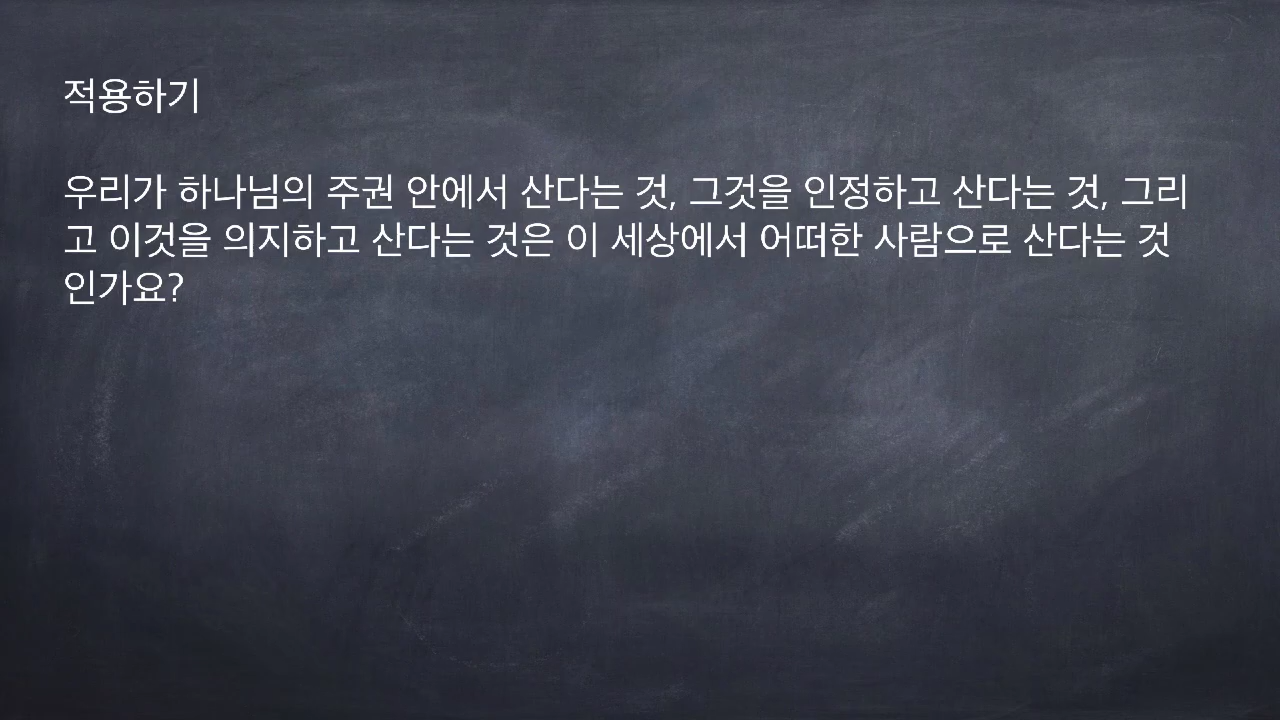 적용하기
우리가 하나님의 주권 안에서 산다는 것, 그것을 인정하고 산다는 것, 그리
고 이것을 의지하고 산다는 것은 이 세상에서 어떠한 사람으로 산다는 것
인가요?